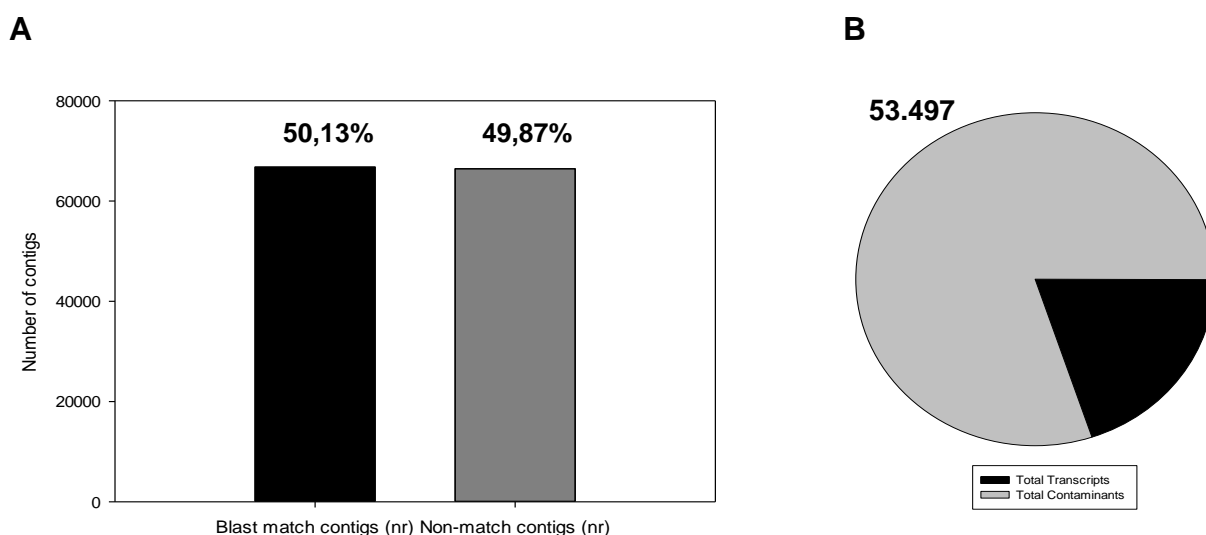 A
B
80000
60000
40000
20000
0
Number of contigs
50,13%
49,87%
Blast match contigs (nr) Non-match contigs (nr)
53.497
Total Transcripts
Total Contaminants